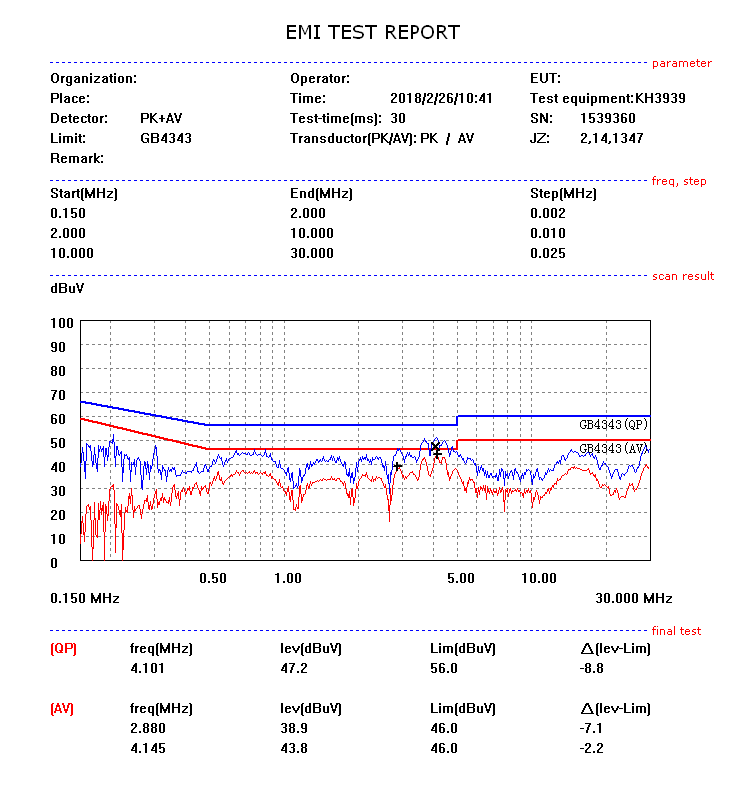 EMI TEST REPORT
parameter
Organization: Operator: EUT:
Place: Time: 2018/2/26/10:41 Test equipment:KH3939
Detector: PK+AV Test-time(ms): 30 SN: 1539360
Limit: GB4343 Transductor(PK/AV): PK / AV JZ: 2,14,1347
Remark:
freq, step
Start(MHz) End(MHz) Step(MHz)
0.150 2.000 0.002
2.000 10.000 0.010
10.000 30.000 0.025
scan result
dBuV
100
90
80
70
60
GB4343(QP)
50
GB4343(AV)
40
30
20
10
0
0.50 1.00 5.00 10.00
0.150 MHz 30.000 MHz
final test
(QP) freq(MHz) lev(dBuV) Lim(dBuV) Δ(lev-Lim)
4.101 47.2 56.0 -8.8
(AV) freq(MHz) lev(dBuV) Lim(dBuV) Δ(lev-Lim)
2.880 38.9 46.0 -7.1
4.145 43.8 46.0 -2.2